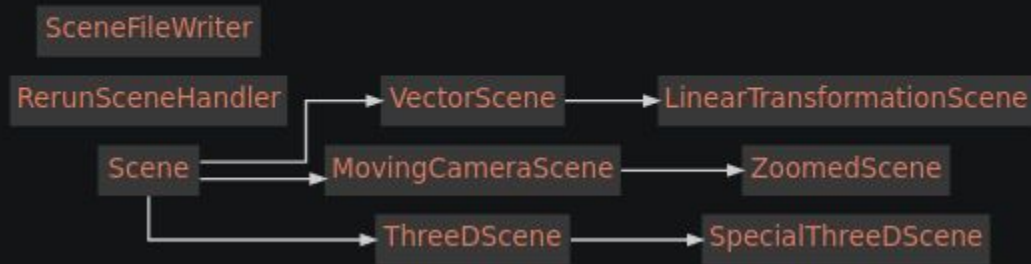 SceneFileWriter
RerunSceneHandler
VectorScene
LinearTransformationScene
Scene
MovingCameraScene
ZoomedScene
ThreeDScene
SpecialThreeDScene